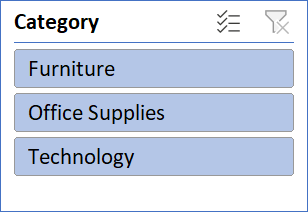 Category
Furniture
Office Supplies
Technology